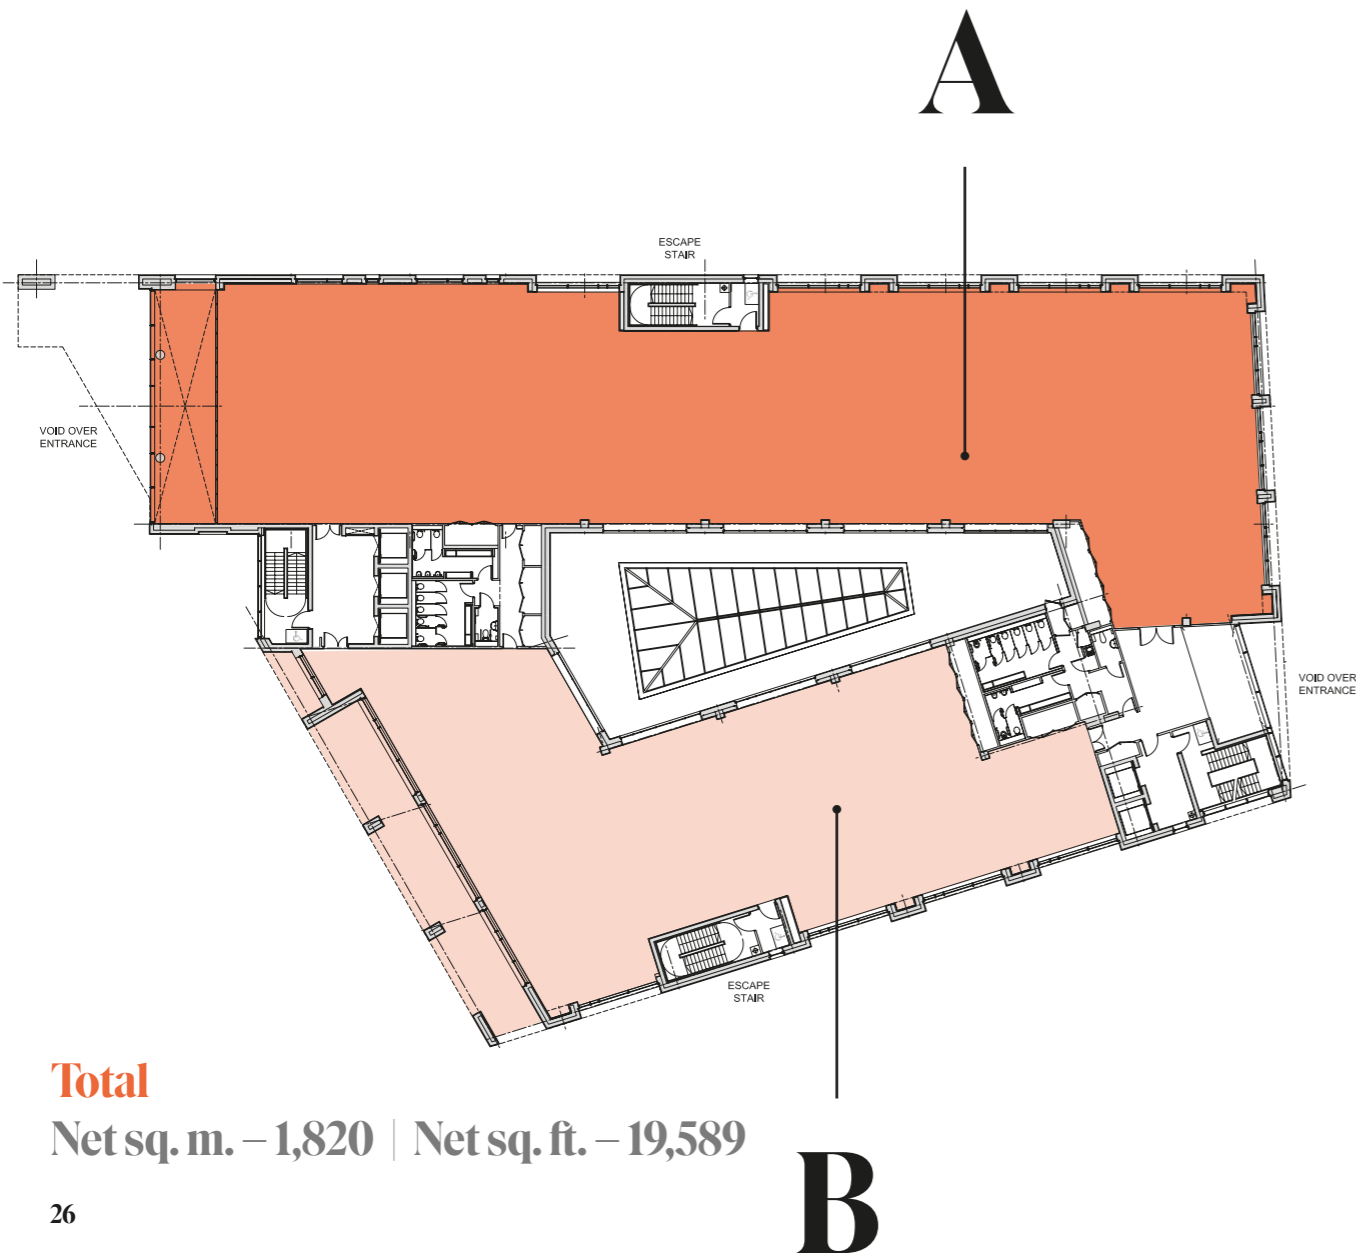 A
ESCAPE
STAIR
VOID OVER
ENTRANCE
VOID OVER
ENTRANCE
ESCAPE
STAIR
Total
Net sq. m. – 1,820 | Net sq. ft. – 19,589
B
26